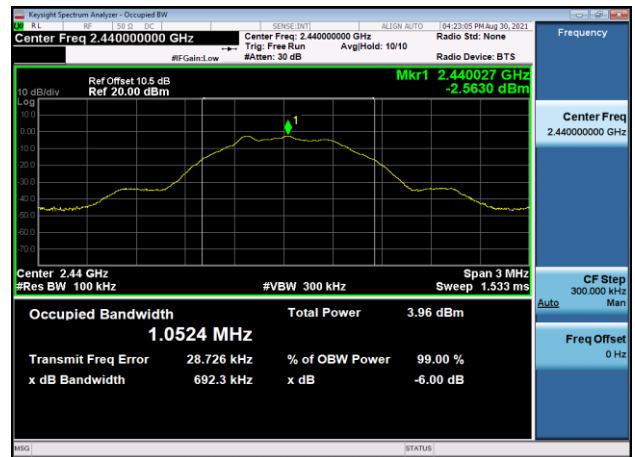 Keysight Spectrum Analyzer - Occupied BW
RL RF 50 Ω DC SENSE:INT ALIGN AUTO 04:23:05 PM Aug 30, 2021
Center Freq 2.440000000 GHz
Center Freq: 2.440000000 GHz
Radio Std: None
Trig: Free Run Avg|Hold: 10/10
#IFGain:Low
#Atten: 30 dB
Radio Device: BTS
Frequency
Mkr1 2.440027 GHz
-2.5630 dBm
Ref Offset 10.5 dB
10 dB/div Ref 20.00 dBm
Log
10.0
0.00
-10.0
-20.0
-30.0
-40.0
-50.0
-60.0
-70.0
1
Center 2.44 GHz
Span 3 MHz
#Res BW 100 kHz
#VBW 300 kHz
Sweep 1.533 ms
Occupied Bandwidth
1.0524 MHz
Total Power 3.96 dBm
Transmit Freq Error 28.726 kHz
% of OBW Power 99.00 %
x dB Bandwidth 692.3 kHz
x dB -6.00 dB
Center Freq
2.440000000 GHz
CF Step
300.000 kHz
Auto Man
Freq Offset
0 Hz
MSG
STATUS